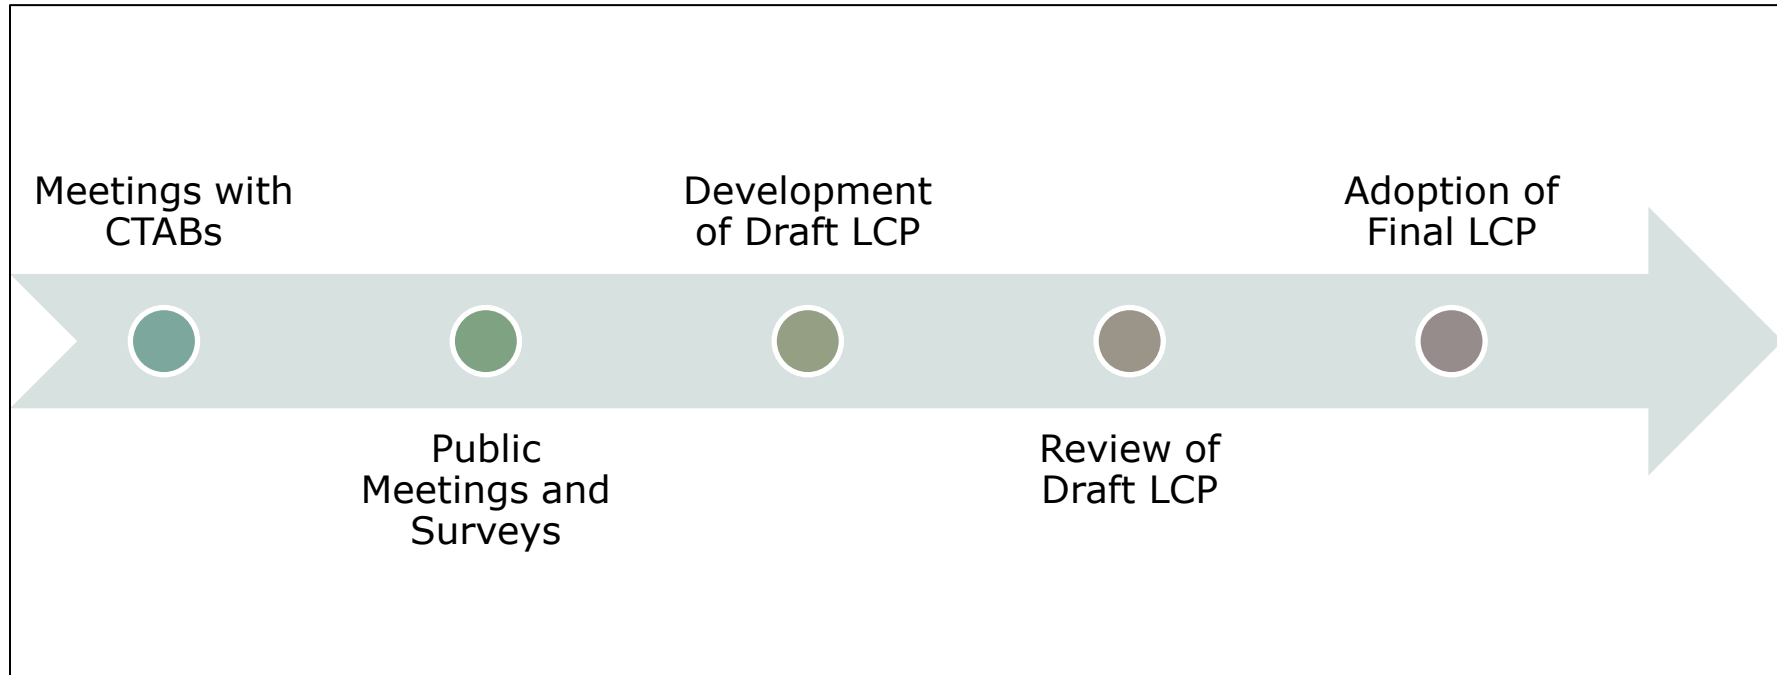 Meetings with
CTABs
Public
Meetings and
Surveys
Development
of Draft LCP
Review of
Draft LCP
Adoption of
Final LCP